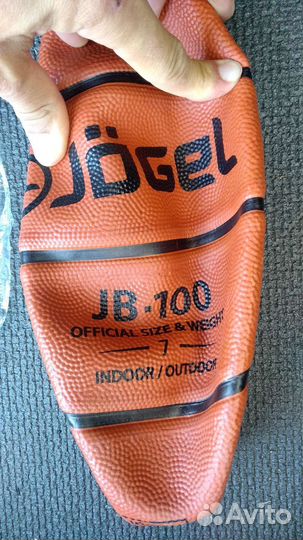 JÖGEL
JB-100
OFFICIAL SIZE & WEIGHT
7
INDOOR / OUTDOOR
Avito